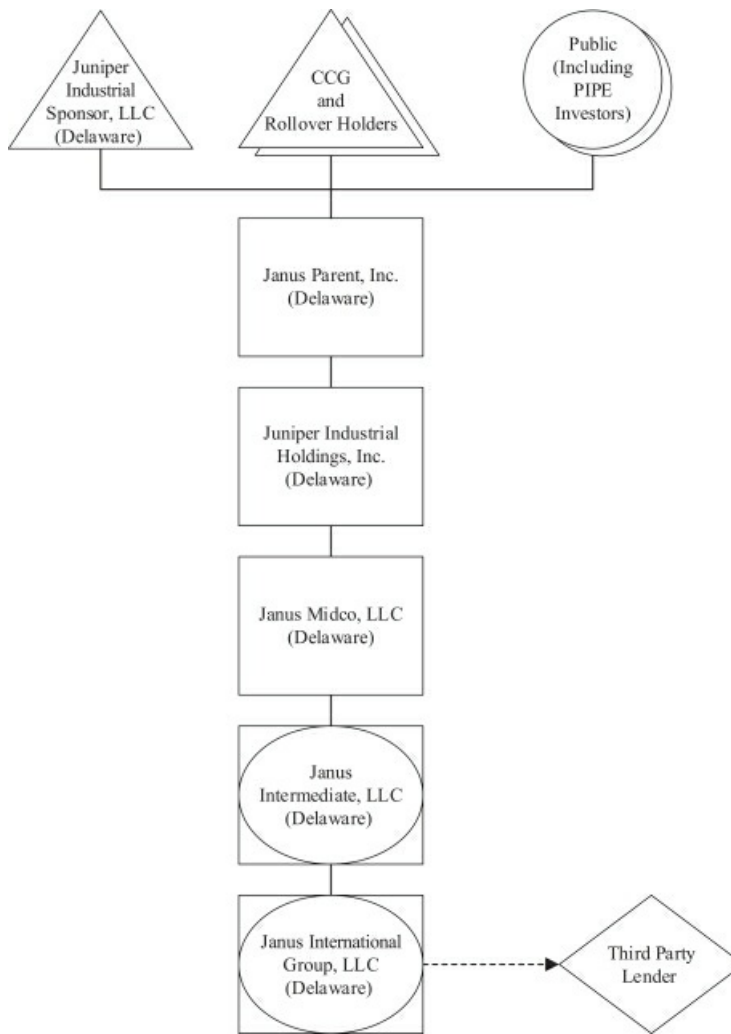 Juniper
Industrial
Sponsor, LLC
(Delaware)
CCG
and
Rollover Holders
Public
(Including
PIPE
Investors)
Janus Parent, Inc.
(Delaware)
Juniper Industrial
Holdings, Inc.
(Delaware)
Janus Midco, LLC
(Delaware)
Janus
Intermediate, LLC
(Delaware)
Janus International
Group, LLC
(Delaware)
Third Party
Lender